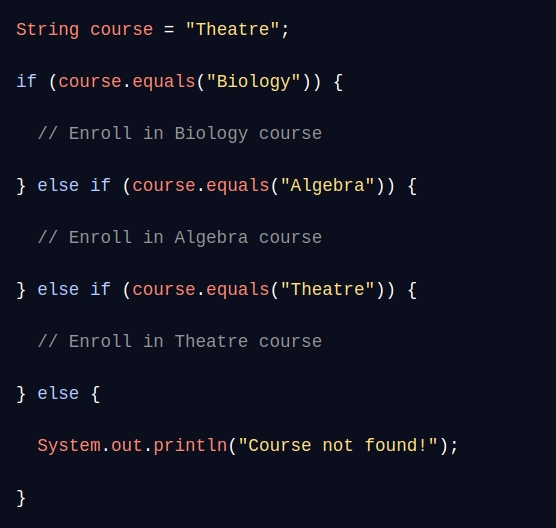 String course = "Theatre";
if (course.equals("Biology")) {
  // Enroll in Biology course
} else if (course.equals("Algebra")) {
  // Enroll in Algebra course
} else if (course.equals("Theatre")) {
  // Enroll in Theatre course
} else {
  System.out.println("Course not found!");
}